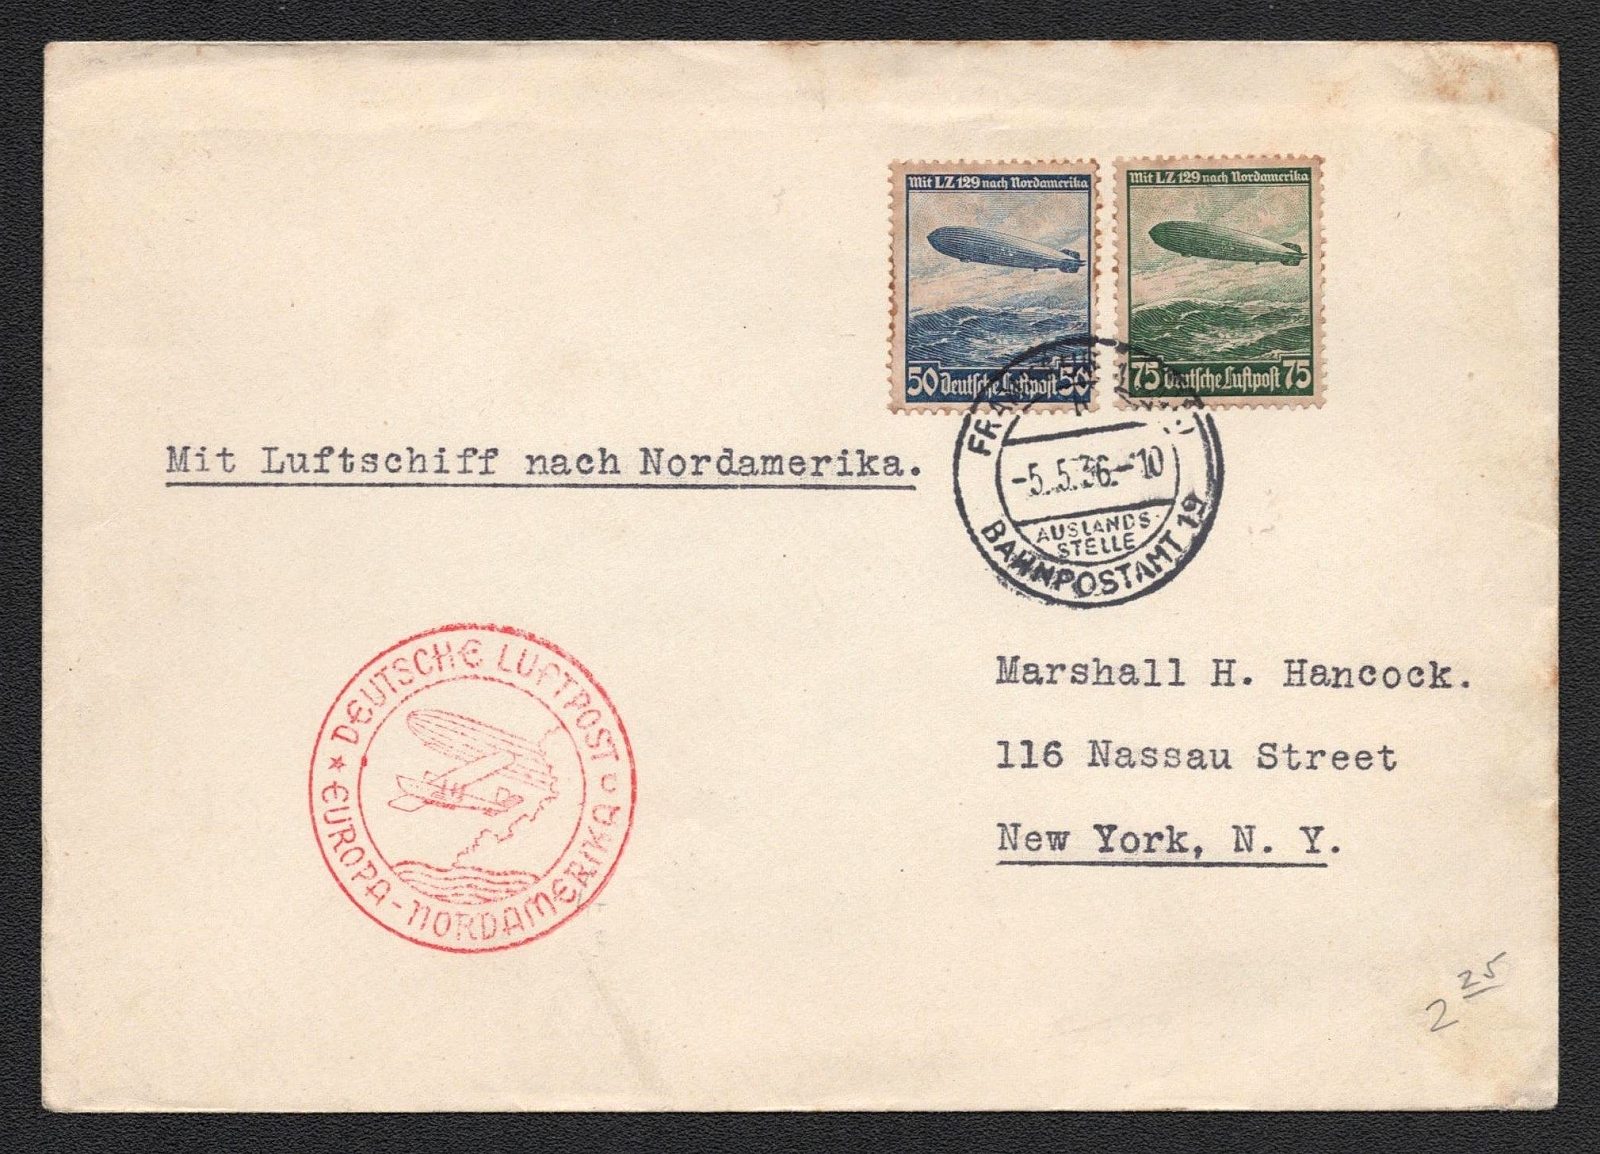 Mit LZ 129 nach Nordamerika
50 Deutsche Luftpost 50
Mit LZ 129 nach Nordamerika
75 Deutsche Luftpost 75
Mit Luftschiff nach Nordamerika.
-5.5.36.-10
AUSLANDS-
STELLE
BAHNPOSTAMT 19
DEUTSCHE LUFTPOST
EUROPA-NORDAMERIKA
Marshall H. Hancock.
116 Nassau Street
New York, N. Y.
2 25